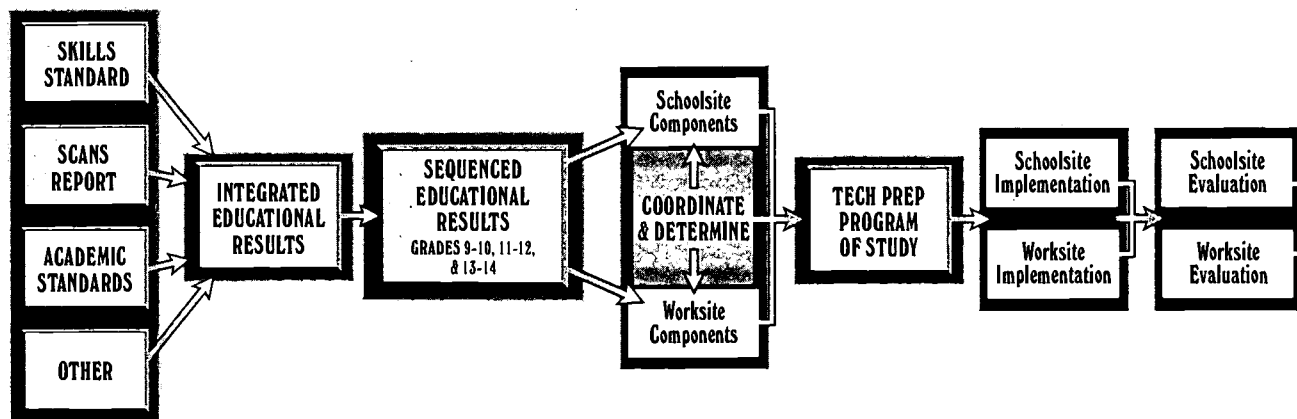 SKILLS
STANDARD
SCANS
REPORT
ACADEMIC
STANDARDS
OTHER
INTEGRATED
EDUCATIONAL
RESULTS
SEQUENCED
EDUCATIONAL
RESULTS
GRADES 9-10, 11-12,
& 13-14
Schoolsite
Components
COORDINATE
& DETERMINE
Worksite
Components
TECH PREP
PROGRAM
OF STUDY
Schoolsite
Implementation
Worksite
Implementation
Schoolsite
Evaluation
Worksite
Evaluation